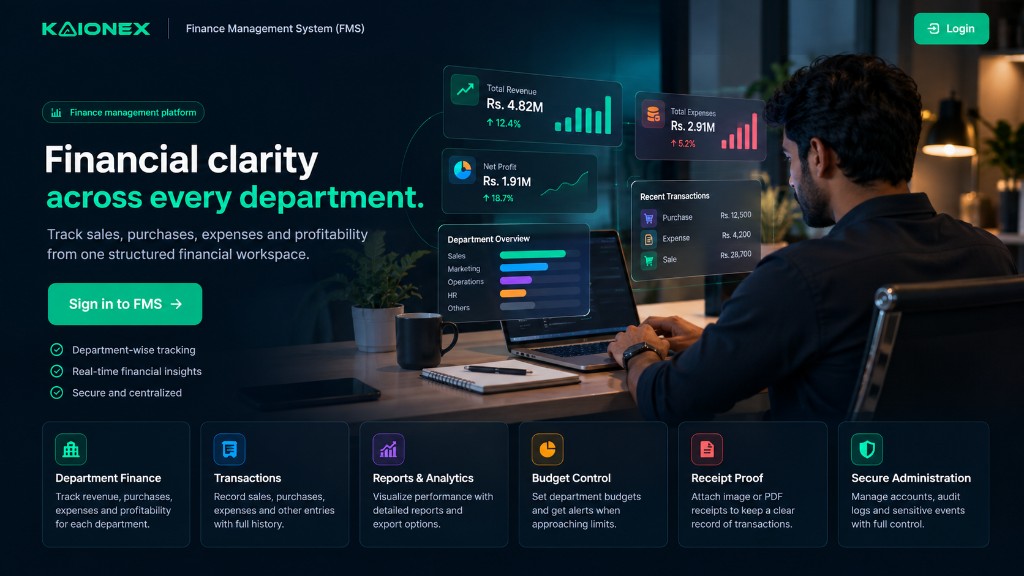 KAIONEX
Finance Management System (FMS)
Login
Finance management platform
Financial clarity
across every department.
Track sales, purchases, expenses and profitability
from one structured financial workspace.
Sign in to FMS
Department-wise tracking
Real-time financial insights
Secure and centralized
Total Revenue
Rs. 4.82M
↑ 12.4%
Total Expenses
Rs. 2.91M
↑ 5.2%
Net Profit
Rs. 1.91M
↑ 18.7%
Recent Transactions
Purchase Rs. 12,500
Expense Rs. 4,200
Sale Rs. 28,700
Department Overview
Sales
Marketing
Operations
HR
Others
Department Finance
Track revenue, purchases,
expenses and profitability
for each department.
Transactions
Record sales, purchases,
expenses and other entries
with full history.
Reports & Analytics
Visualize performance with
detailed reports and
export options.
Budget Control
Set department budgets
and get alerts when
approaching limits.
Receipt Proof
Attach image or PDF
receipts to keep a clear
record of transactions.
Secure Administration
Manage accounts, audit
logs and sensitive events
with full control.